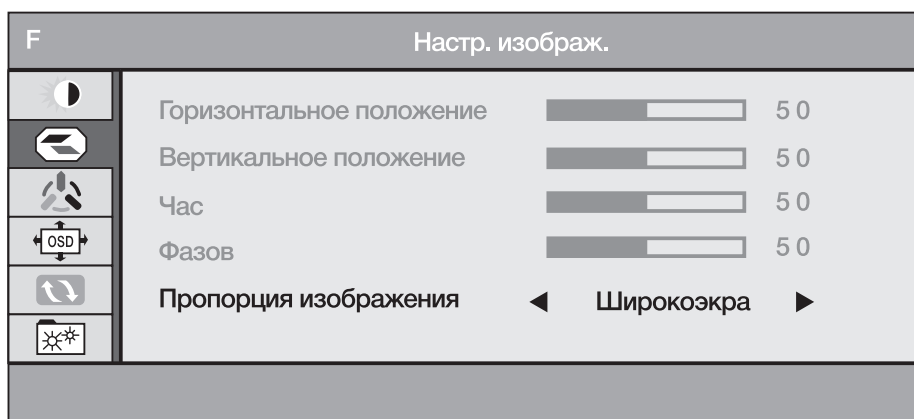 F
Настр. изображ.
Горизонтальное положение 50
Вертикальное положение 50
Час 50
Фазов 50
OSD
Пропорция изображения Широкоэкра